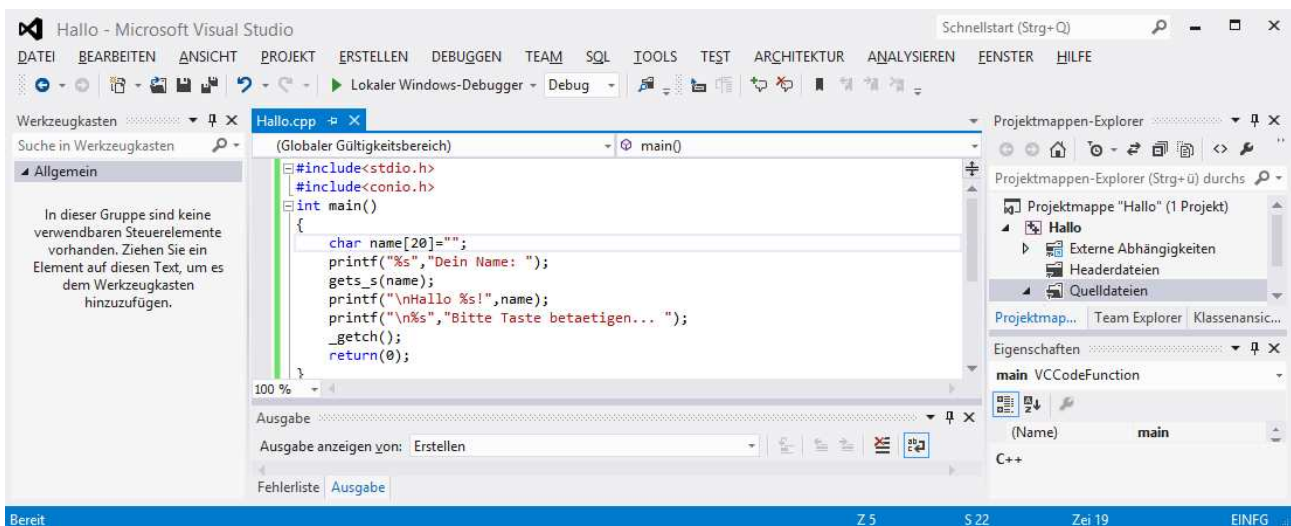 Hallo - Microsoft Visual Studio
Schnellstart (Strg+Q)
DATEI BEARBEITEN ANSICHT PROJEKT ERSTELLEN DEBUGGEN TEAM SQL TOOLS TEST ARCHITEKTUR ANALYSIEREN FENSTER HILFE
Lokaler Windows-Debugger Debug
Werkzeugkasten
Suche in Werkzeugkasten
Allgemein
In dieser Gruppe sind keine
verwendbaren Steuerelemente
vorhanden. Ziehen Sie ein
Element auf diesen Text, um es
dem Werkzeugkasten
hinzuzufügen.
Hallo.cpp
(Globaler Gültigkeitsbereich) main()
#include<stdio.h>
#include<conio.h>
int main()
{
char name[20]="";
printf("%s","Dein Name: ");
gets_s(name);
printf("\nHallo %s!",name);
printf("\n%s","Bitte Taste betaetigen... ");
_getch();
return(0);
}
100 %
Ausgabe
Ausgabe anzeigen von: Erstellen
Fehlerliste Ausgabe
Projektmappen-Explorer
Projektmappen-Explorer (Strg+ü) durchs
Projektmappe "Hallo" (1 Projekt)
Hallo
Externe Abhängigkeiten
Headerdateien
Quelldateien
Projektmap... Team Explorer Klassenansic...
Eigenschaften
main VCCodeFunction
(Name) main
C++
Bereit Z 5 S 22 Zei 19 EINFG